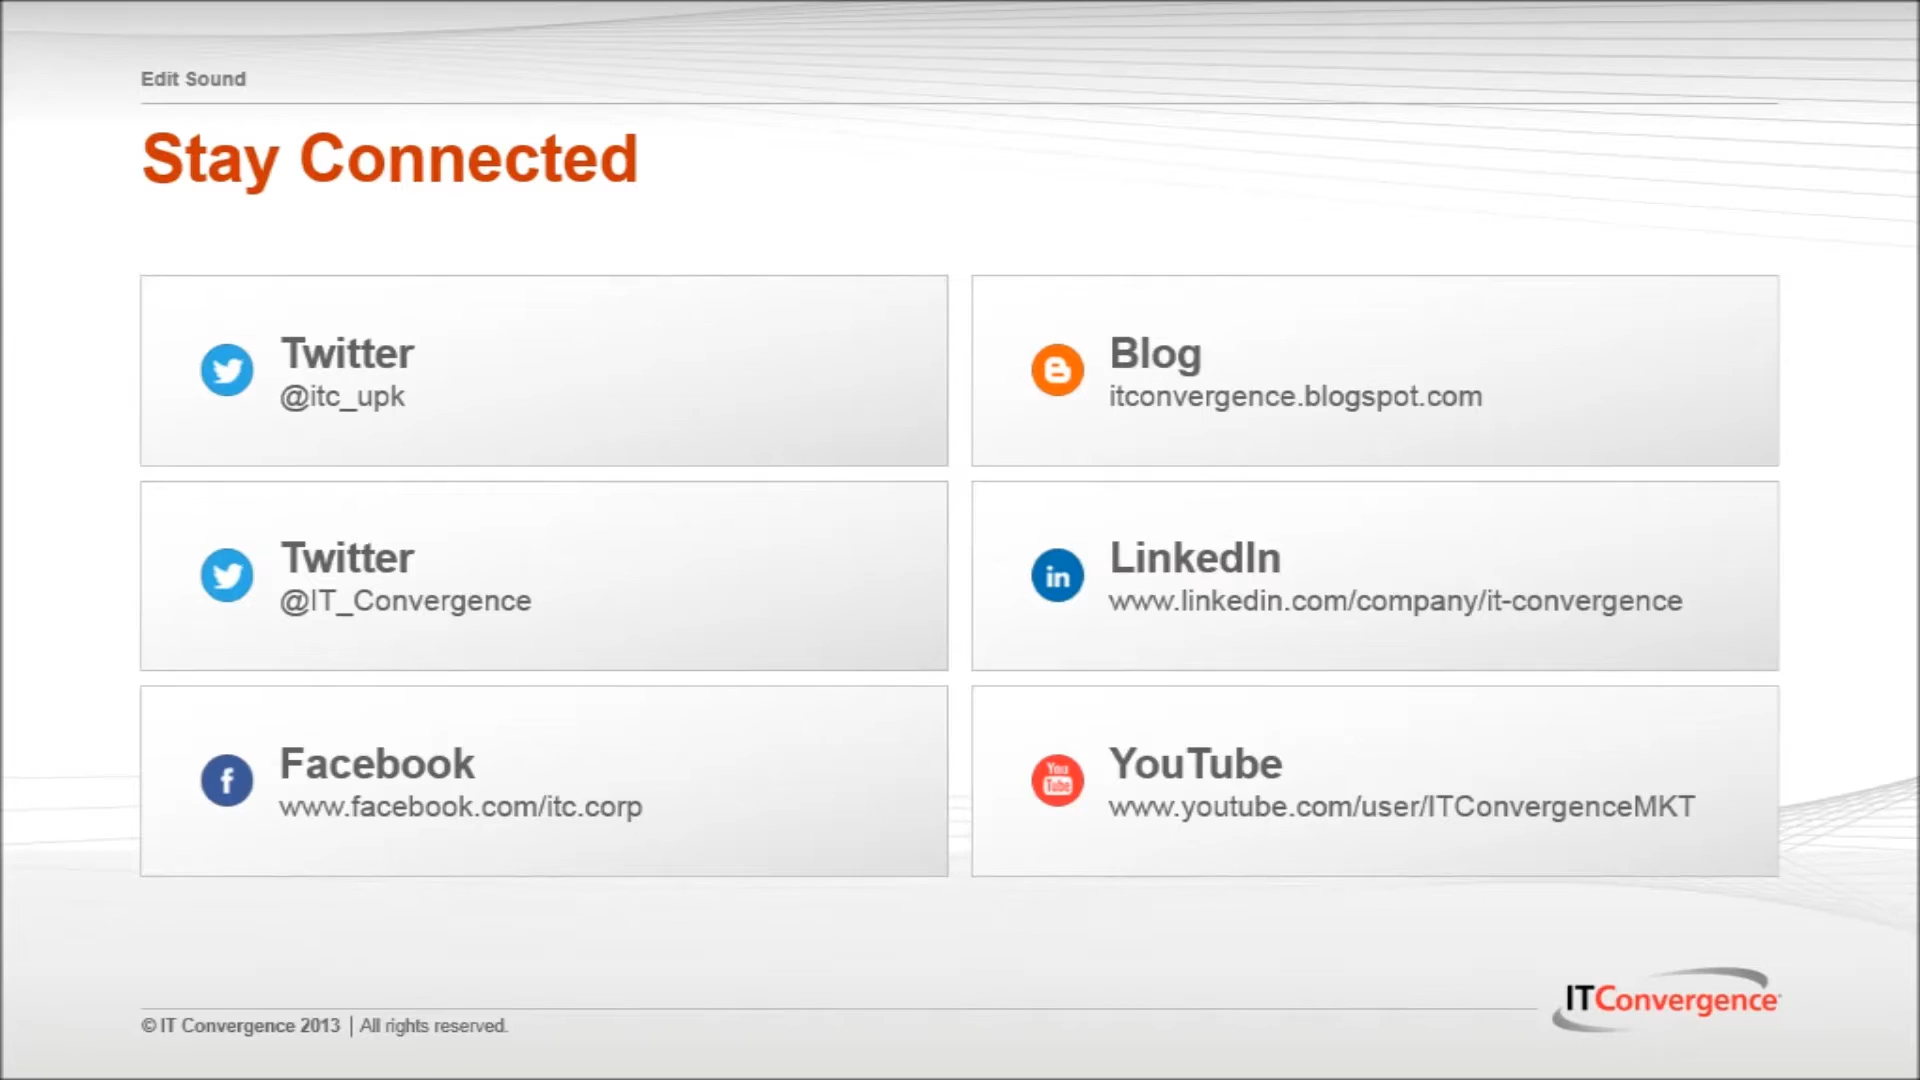 Edit Sound
Stay Connected
Twitter
@itc_upk
Blog
itconvergence.blogspot.com
Twitter
@IT_Convergence
LinkedIn
www.linkedin.com/company/it-convergence
Facebook
www.facebook.com/itc.corp
YouTube
www.youtube.com/user/ITConvergenceMKT
ITConvergence
© IT Convergence 2013 | All rights reserved.